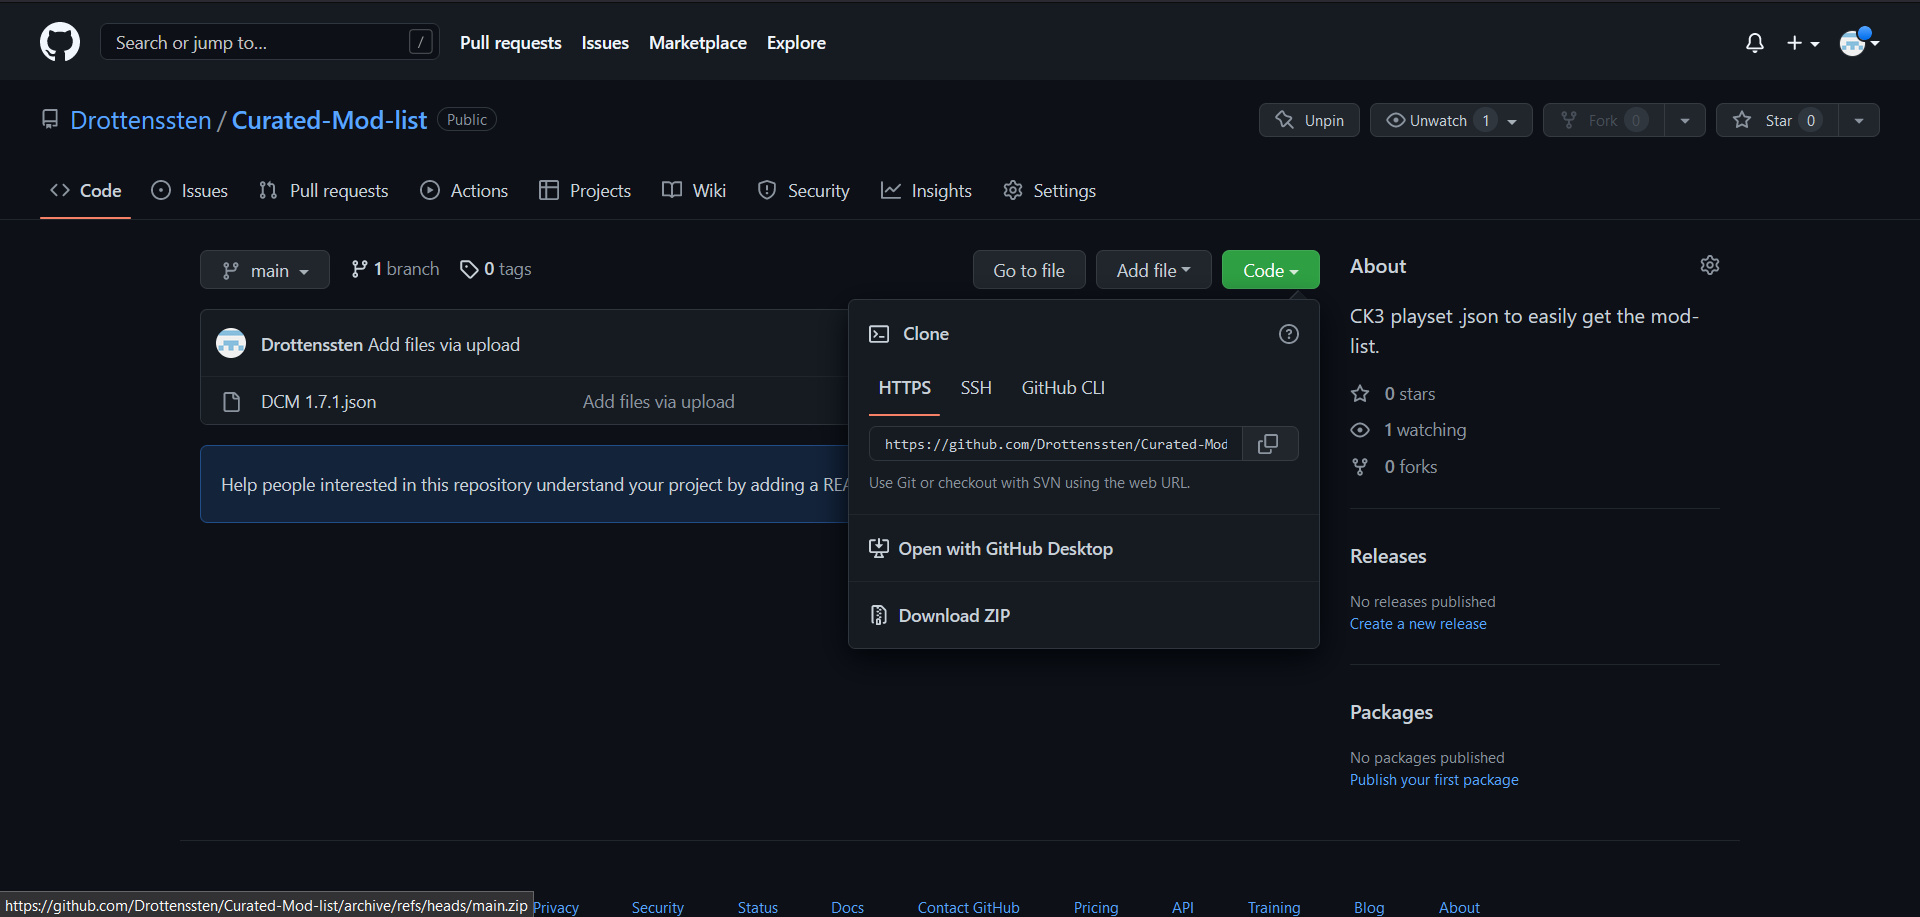 Search or jump to... / Pull requests Issues Marketplace Explore
Drottenssten / Curated-Mod-list Public Unpin Unwatch 1 Fork 0 Star 0
Code Issues Pull requests Actions Projects Wiki Security Insights Settings
main 1 branch 0 tags Go to file Add file Code
Drottenssten Add files via upload
DCM 1.7.1.json Add files via upload
Help people interested in this repository understand your project by adding a REA
Clone
HTTPS SSH GitHub CLI
https://github.com/Drottenssten/Curated-Mod
Use Git or checkout with SVN using the web URL.
Open with GitHub Desktop
Download ZIP
About
CK3 playset .json to easily get the mod-
list.
0 stars
1 watching
0 forks
Releases
No releases published
Create a new release
Packages
No packages published
Publish your first package
https://github.com/Drottenssten/Curated-Mod-list/archive/refs/heads/main.zip Privacy Security Status Docs Contact GitHub Pricing API Training Blog About